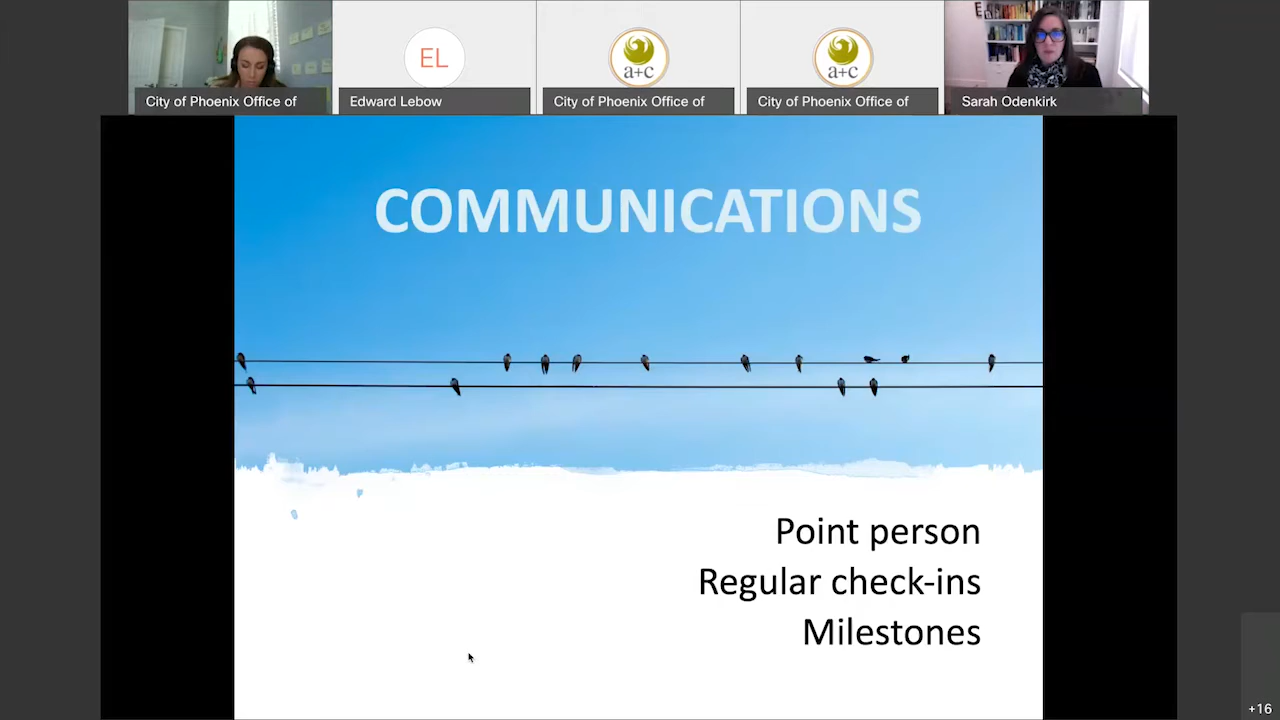 EL
a+c
a+c
City of Phoenix Office of
Edward Lebow
City of Phoenix Office of
City of Phoenix Office of
Sarah Odenkirk
COMMUNICATIONS
Point person
Regular check-ins
Milestones
+16